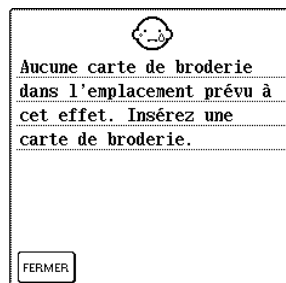 Aucune carte de broderie
dans l'emplacement prévu à
cet effet. Insérez une
carte de broderie.
FERMER